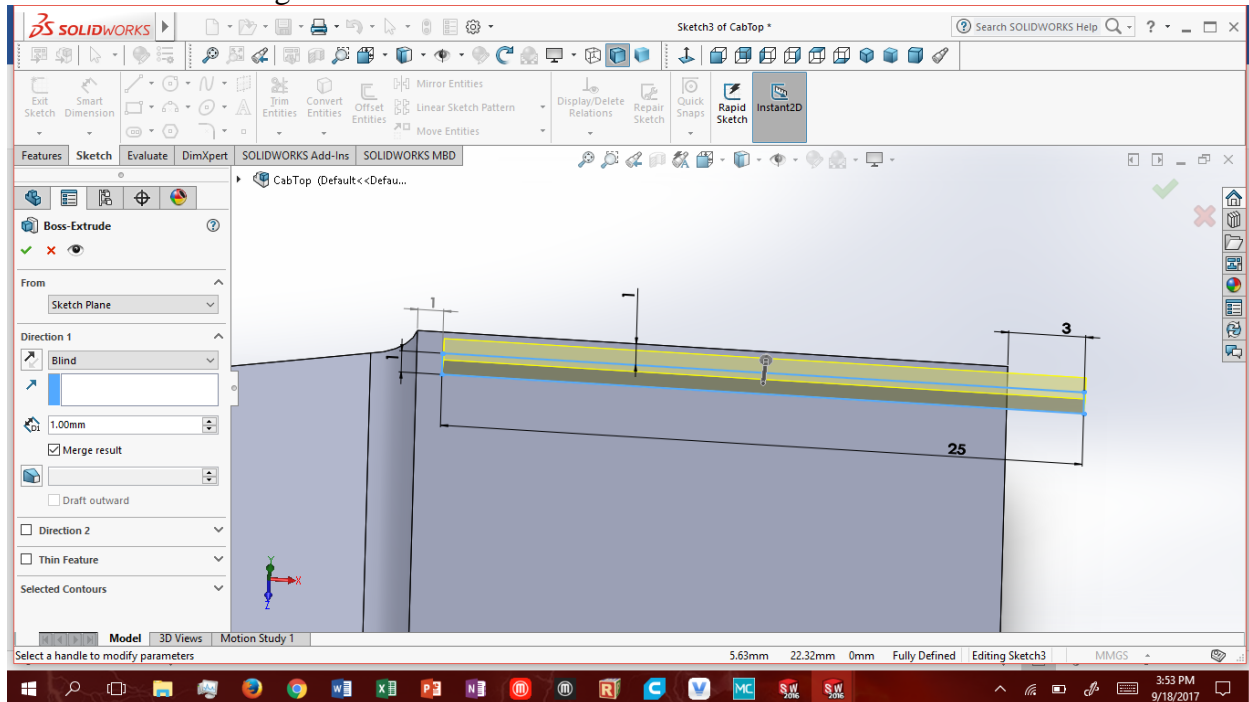 SOLIDWORKS
Sketch3 of CabTop *
Search SOLIDWORKS Help
?
Exit Sketch
Smart Dimension
Trim Entities
Convert Entities
Offset Entities
Mirror Entities
Linear Sketch Pattern
Move Entities
Display/Delete Relations
Repair Sketch
Quick Snaps
Rapid Sketch
Instant2D
Features Sketch Evaluate DimXpert SOLIDWORKS Add-Ins SOLIDWORKS MBD
CabTop (Default<<Defau...
Boss-Extrude
From
Sketch Plane
Direction 1
Blind
D1
1.00mm
Merge result
Draft outward
Direction 2
Thin Feature
Selected Contours
1
1
1
3
25
Y
X
Z
Model 3D Views Motion Study 1
Select a handle to modify parameters
5.63mm 22.32mm 0mm Fully Defined Editing Sketch3 MMGS
3:53 PM
9/18/2017